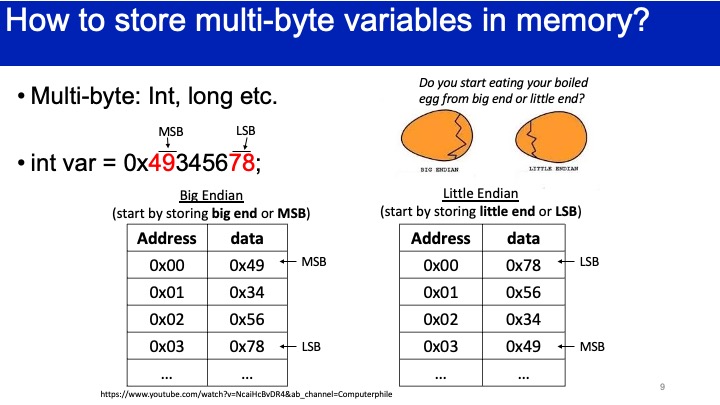 How to store multi-byte variables in memory?
• Multi-byte: Int, long etc.
Do you start eating your boiled
egg from big end or little end?
BIG ENDIAN
LITTLE ENDIAN
MSB
LSB
• int var = 0x49345678;
Big Endian
(start by storing big end or MSB)
Address data
0x00 0x49 MSB
0x01 0x34
0x02 0x56
0x03 0x78 LSB
... ...
Little Endian
(start by storing little end or LSB)
Address data
0x00 0x78 LSB
0x01 0x56
0x02 0x34
0x03 0x49 MSB
... ...
https://www.youtube.com/watch?v=NcaiHcBvDR4&ab_channel=Computerphile
9